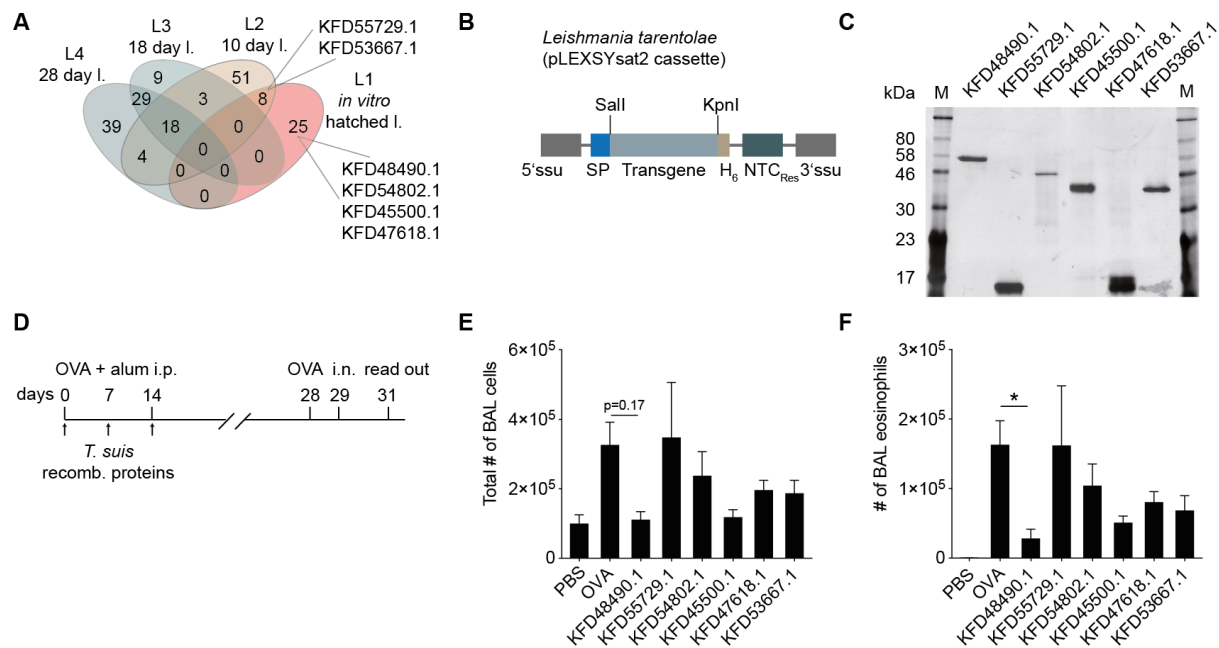 A
L4
28 day l.
L3
18 day l.
L2
10 day l.
KFD55729.1
KFD53667.1
L1
in vitro
hatched l.
9
51
29
3
8
39
18
0
25
4
0
0
0
0
0
KFD48490.1
KFD54802.1
KFD45500.1
KFD47618.1
B
Leishmania tarentolae
(pLEXSYsat2 cassette)
SalI
KpnI
5‘ssu
SP
Transgene
H6
NTCRes
3‘ssu
C
kDa
M
KFD48490.1
KFD55729.1
KFD54802.1
KFD45500.1
KFD47618.1
KFD53667.1
M
80
58
46
30
23
17
D
OVA + alum i.p.
OVA i.n. read out
days 0 7 14 28 29 31
T. suis
recomb. proteins
E
Total # of BAL cells
6×10⁵
4×10⁵
2×10⁵
0
p=0.17
PBS
OVA
KFD48490.1
KFD55729.1
KFD54802.1
KFD45500.1
KFD47618.1
KFD53667.1
F
# of BAL eosinophils
3×10⁵
2×10⁵
1×10⁵
0
*
PBS
OVA
KFD48490.1
KFD55729.1
KFD54802.1
KFD45500.1
KFD47618.1
KFD53667.1